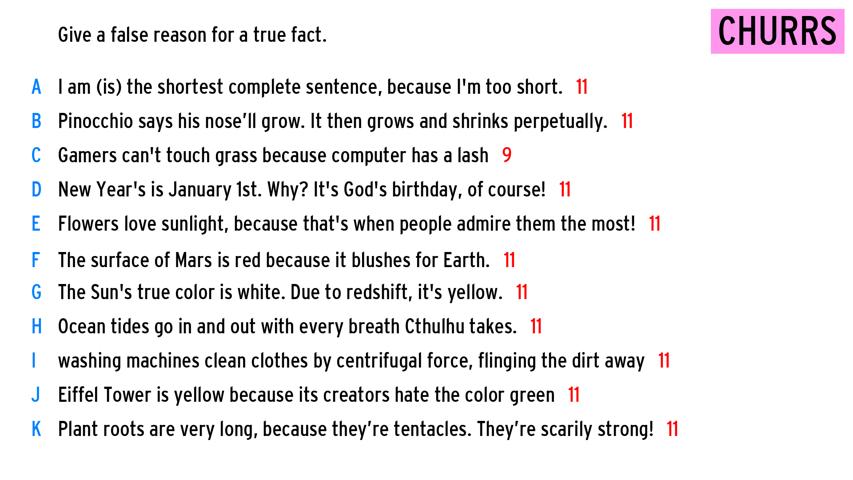 Give a false reason for a true fact.
CHURRS
A I am (is) the shortest complete sentence, because I'm too short. 11
B Pinocchio says his nose’ll grow. It then grows and shrinks perpetually. 11
C Gamers can't touch grass because computer has a lash 9
D New Year's is January 1st. Why? It's God's birthday, of course! 11
E Flowers love sunlight, because that's when people admire them the most! 11
F The surface of Mars is red because it blushes for Earth. 11
G The Sun's true color is white. Due to redshift, it's yellow. 11
H Ocean tides go in and out with every breath Cthulhu takes. 11
I washing machines clean clothes by centrifugal force, flinging the dirt away 11
J Eiffel Tower is yellow because its creators hate the color green 11
K Plant roots are very long, because they’re tentacles. They’re scarily strong! 11